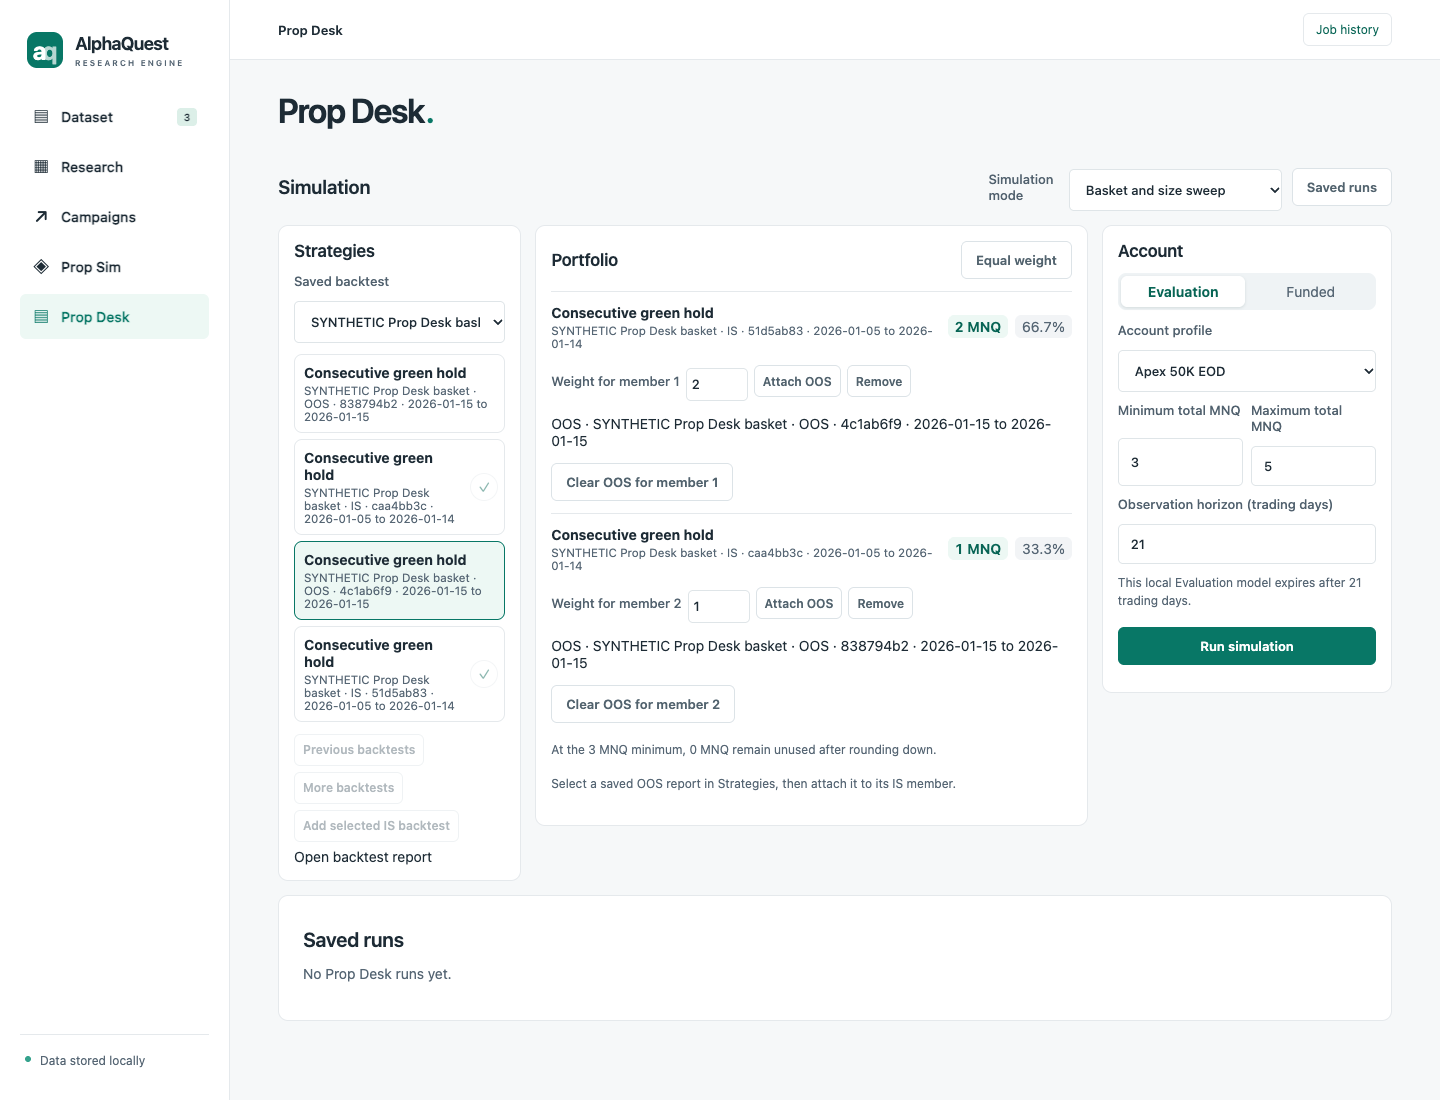 aq
AlphaQuest
RESEARCH ENGINE
Dataset
3
Research
Campaigns
Prop Sim
Prop Desk
Data stored locally
Prop Desk
Job history
Prop Desk.
Simulation
Simulation
mode
Basket and size sweep
Saved runs
Strategies
Saved backtest
SYNTHETIC Prop Desk bask
Consecutive green hold
SYNTHETIC Prop Desk basket ·
OOS · 838794b2 · 2026-01-15 to
2026-01-15
Consecutive green
hold
SYNTHETIC Prop Desk
basket · IS · caa4bb3c ·
2026-01-05 to 2026-01-14
Consecutive green hold
SYNTHETIC Prop Desk basket ·
OOS · 4c1ab6f9 · 2026-01-15 to
2026-01-15
Consecutive green
hold
SYNTHETIC Prop Desk
basket · IS · 51d5ab83 ·
2026-01-05 to 2026-01-14
Previous backtests
More backtests
Add selected IS backtest
Open backtest report
Portfolio
Equal weight
Consecutive green hold
SYNTHETIC Prop Desk basket · IS · 51d5ab83 · 2026-01-05 to 2026-
01-14
2 MNQ
66.7%
Weight for member 1
2
Attach OOS
Remove
OOS · SYNTHETIC Prop Desk basket · OOS · 4c1ab6f9 · 2026-01-15 to 2026-
01-15
Clear OOS for member 1
Consecutive green hold
SYNTHETIC Prop Desk basket · IS · caa4bb3c · 2026-01-05 to 2026-
01-14
1 MNQ
33.3%
Weight for member 2
1
Attach OOS
Remove
OOS · SYNTHETIC Prop Desk basket · OOS · 838794b2 · 2026-01-15 to 2026-
01-15
Clear OOS for member 2
At the 3 MNQ minimum, 0 MNQ remain unused after rounding down.
Select a saved OOS report in Strategies, then attach it to its IS member.
Account
Evaluation
Funded
Account profile
Apex 50K EOD
Minimum total MNQ
3
Maximum total
MNQ
5
Observation horizon (trading days)
21
This local Evaluation model expires after 21
trading days.
Run simulation
Saved runs
No Prop Desk runs yet.